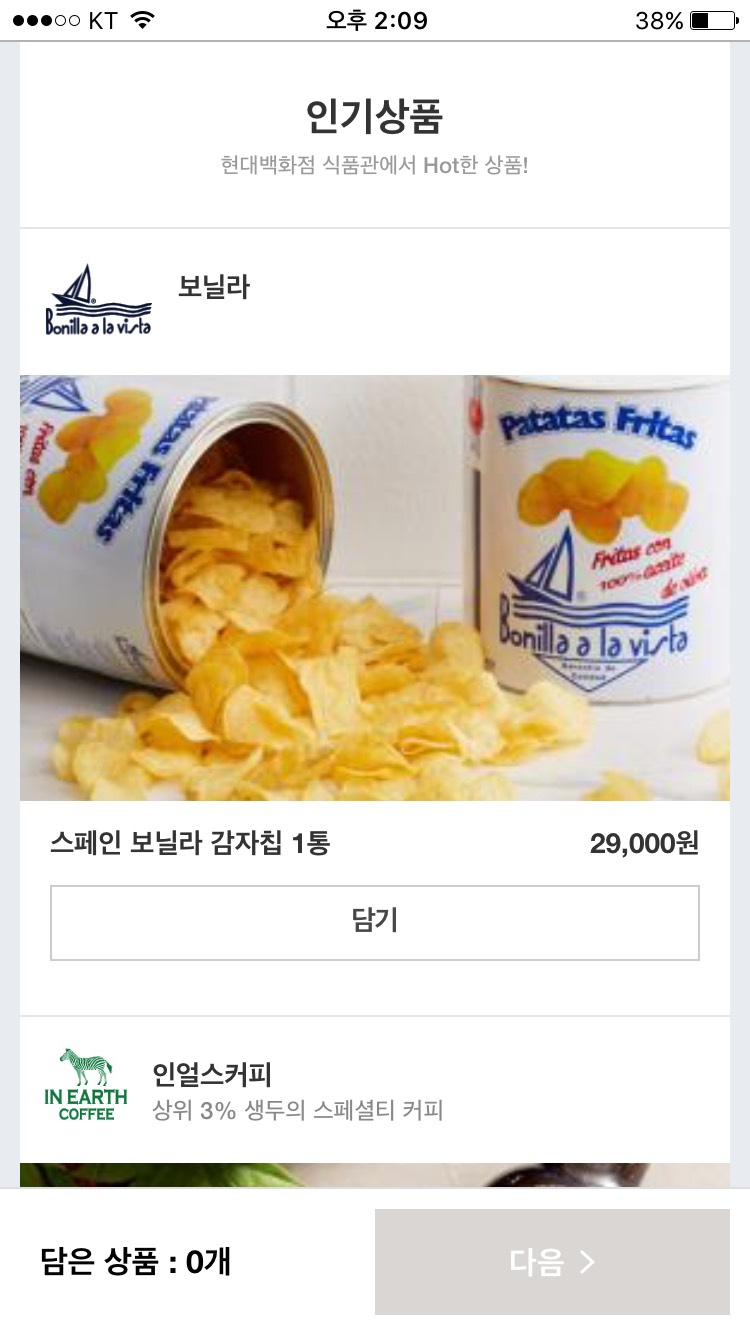 KT 오후 2:09 38%
인기상품
현대백화점 식품관에서 Hot한 상품!
Bonilla a la vista
보닐라
Patatas Fritas
Fritas con
Patatas Fritas
Fritas con
100% aceite
de oliva
Bonilla a la vista
스페인 보닐라 감자칩 1통 29,000원
담기
IN EARTH
COFFEE
인얼스커피
상위 3% 생두의 스페셜티 커피
담은 상품 : 0개
다음 >